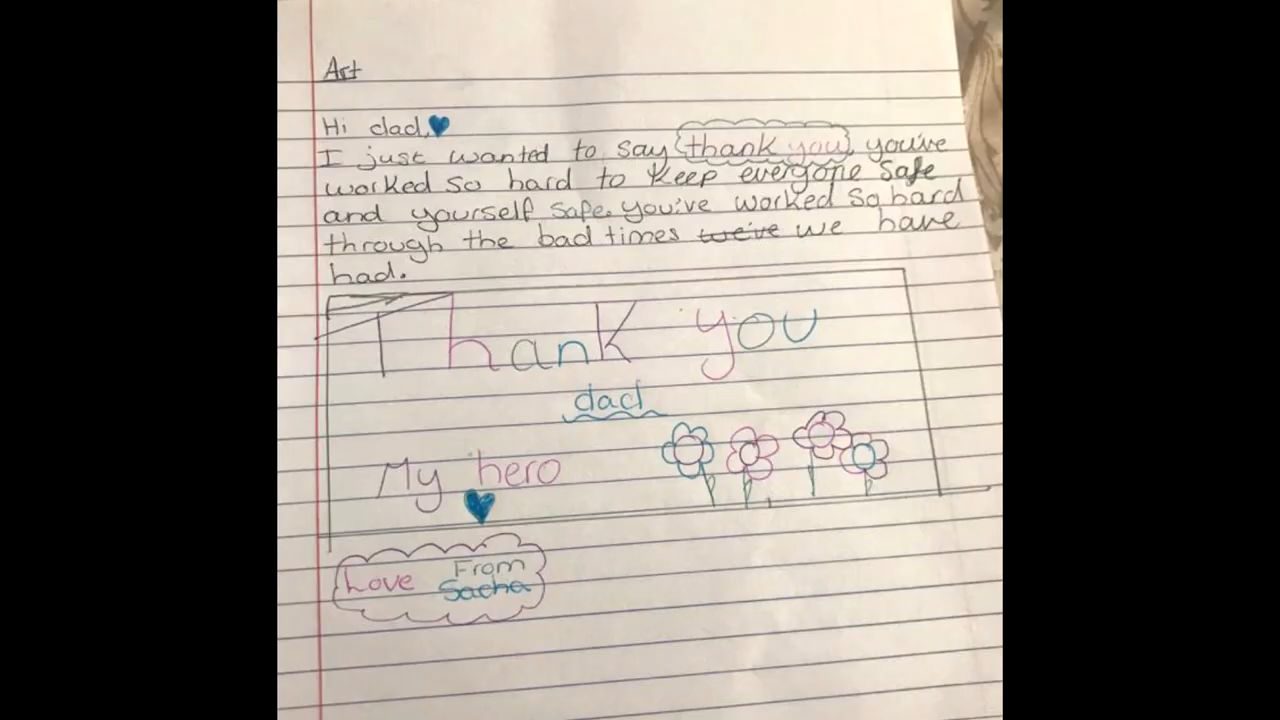 Art
Hi dad,
I just wanted to say thank you, you've
worked so hard to keep everyone safe
and yourself safe. you've worked so hard
through the bad times we've we have
had.
Thank you
dad
My hero
Love From
Sacha